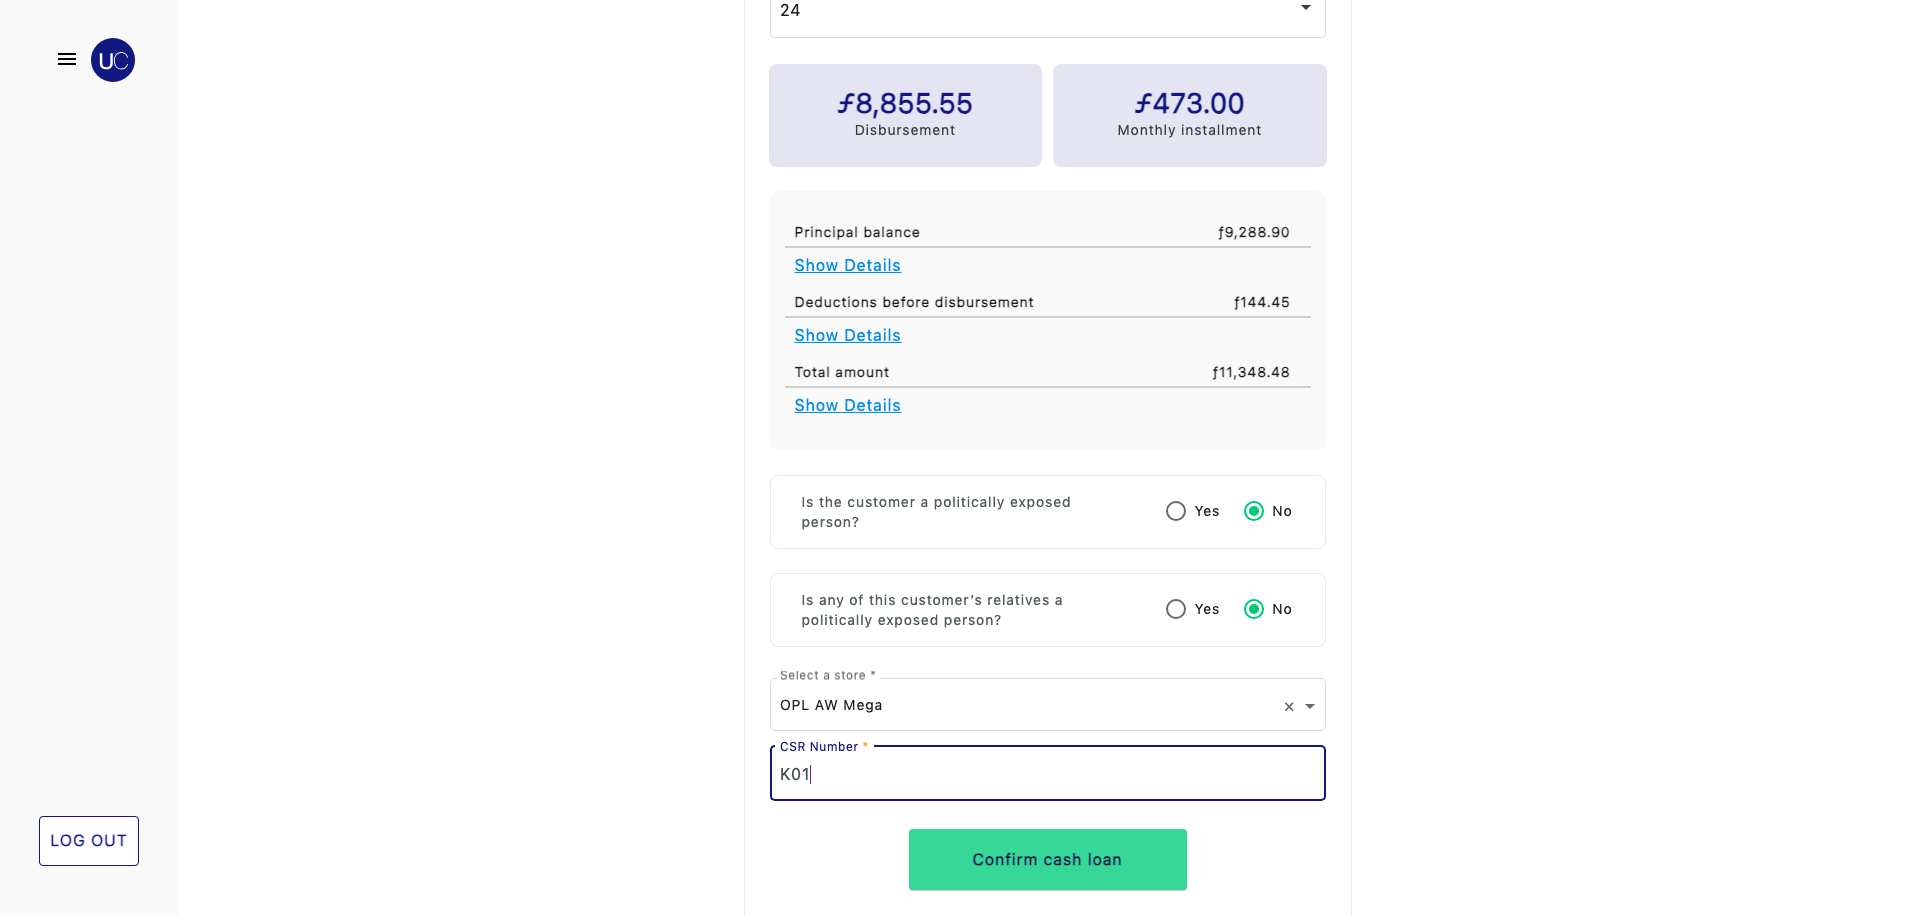 24
UC
ƒ8,855.55
Disbursement
ƒ473.00
Monthly installment
Principal balance ƒ9,288.90
Show Details
Deductions before disbursement ƒ144.45
Show Details
Total amount ƒ11,348.48
Show Details
Is the customer a politically exposed
person?
Yes No
Is any of this customer’s relatives a
politically exposed person?
Yes No
Select a store *
OPL AW Mega
CSR Number *
K01
LOG OUT
Confirm cash loan